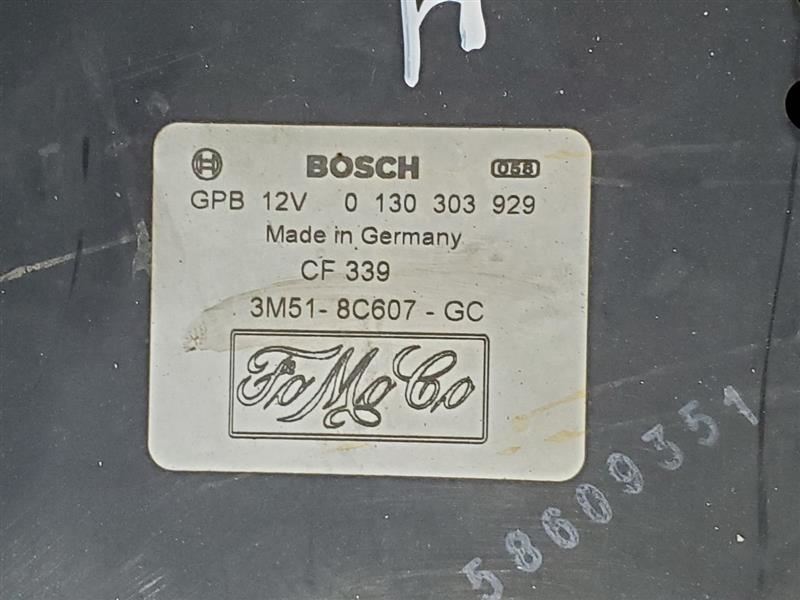 BOSCH 058
GPB 12V 0 130 303 929
Made in Germany
CF 339
3M51- 8C607 - GC
FoMoCo
58609351